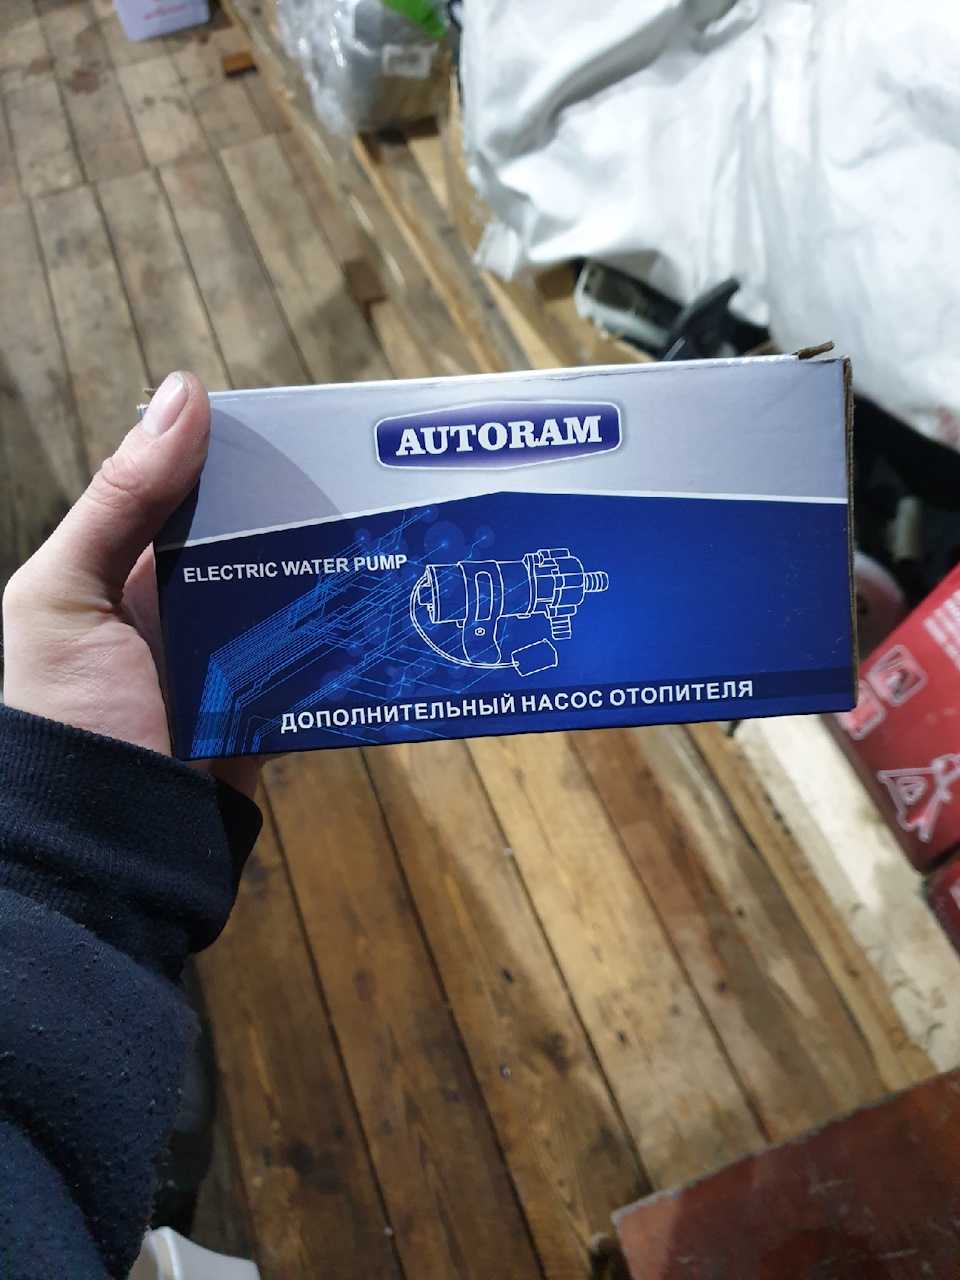 AUTORAM
ELECTRIC WATER PUMP
ДОПОЛНИТЕЛЬНЫЙ НАСОС ОТОПИТЕЛЯ